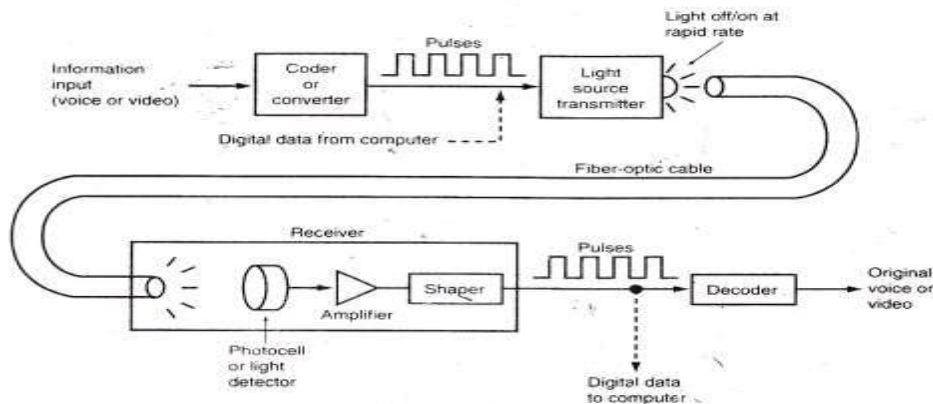 Light off/on at
rapid rate
Pulses
Information
input
(voice or video)
Coder
or
converter
Light
source
transmitter
Digital data from computer
Fiber-optic cable
Receiver
Pulses
Shaper
Amplifier
Decoder
Original
voice or
video
Photocell
or light
detector
Digital data
to computer